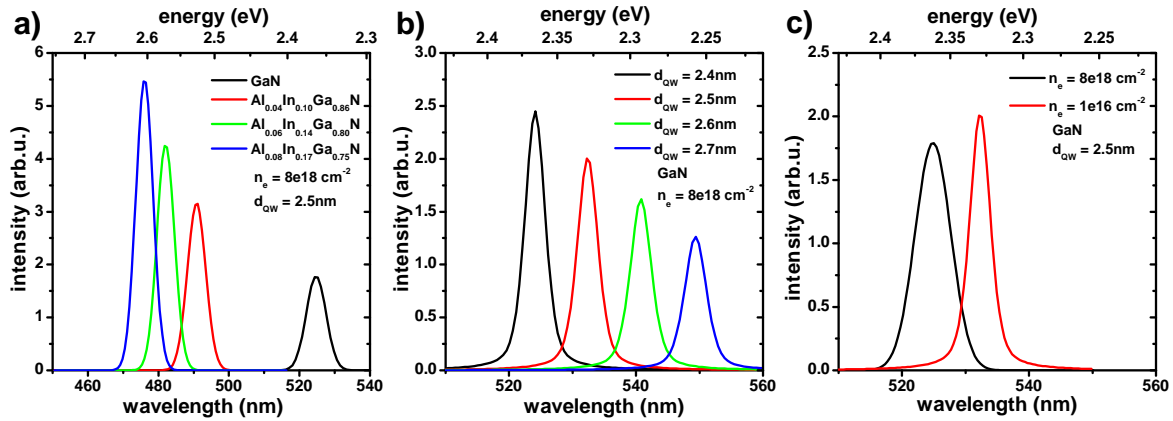 a)
energy (eV)
2.7 2.6 2.5 2.4 2.3
6
5
4
3
2
1
0
intensity (arb.u.)
GaN
Al0.04In0.10Ga0.86N
Al0.06In0.14Ga0.80N
Al0.08In0.17Ga0.75N
ne = 8e18 cm-2
dQW = 2.5nm
460 480 500 520 540
wavelength (nm)
b)
energy (eV)
2.4 2.35 2.3 2.25
3.0
2.5
2.0
1.5
1.0
0.5
0.0
intensity (arb.u.)
dQW = 2.4nm
dQW = 2.5nm
dQW = 2.6nm
dQW = 2.7nm
GaN
ne = 8e18 cm-2
520 540 560
wavelength (nm)
c)
energy (eV)
2.4 2.35 2.3 2.25
2.5
2.0
1.5
1.0
0.5
0.0
intensity (arb.u.)
ne = 8e18 cm-2
ne = 1e16 cm-2
GaN
dQW = 2.5nm
520 540 560
wavelength (nm)